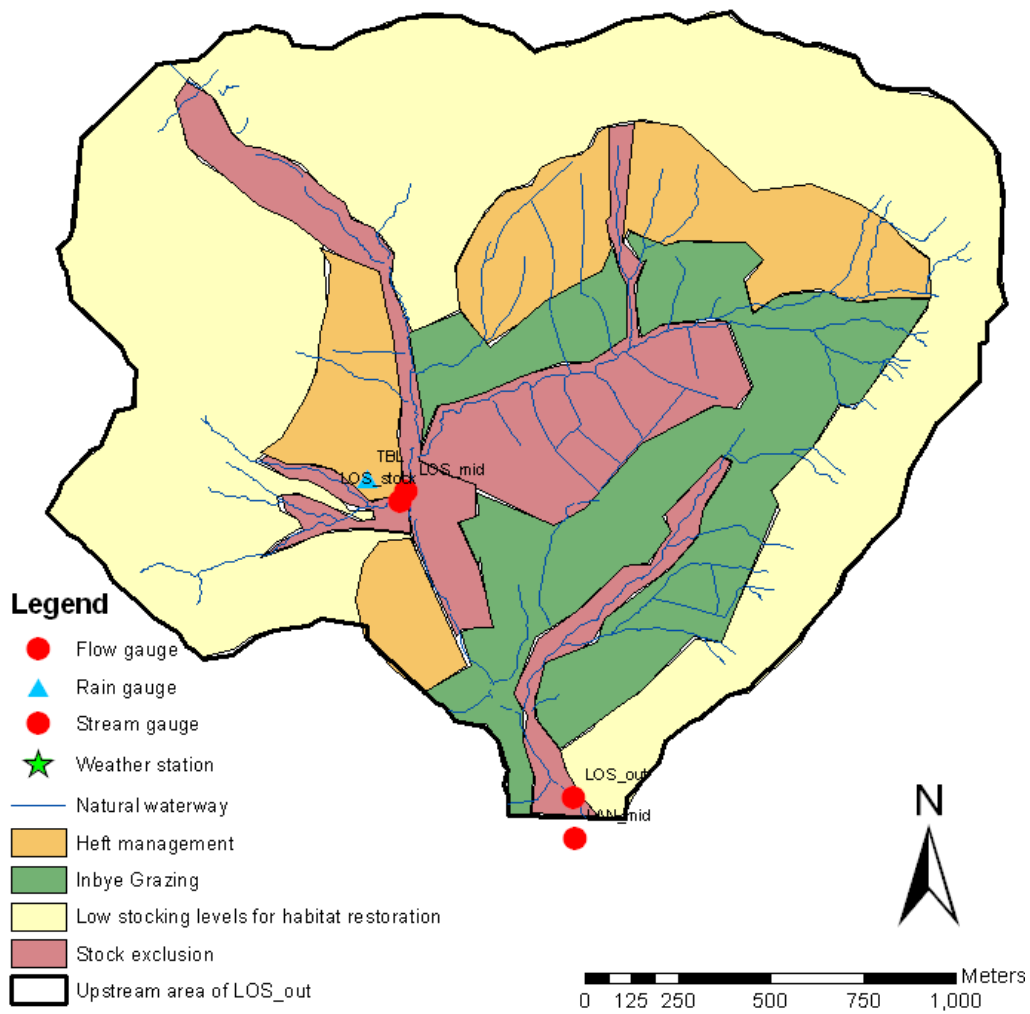 TBL
LOS_mid
LOS_stock
Legend
Flow gauge
Rain gauge
Stream gauge
Weather station
Natural waterway
Heft management
Inbye Grazing
Low stocking levels for habitat restoration
Stock exclusion
Upstream area of LOS_out
LOS_out
LAN_mid
N
Meters
0 125 250 500 750 1,000